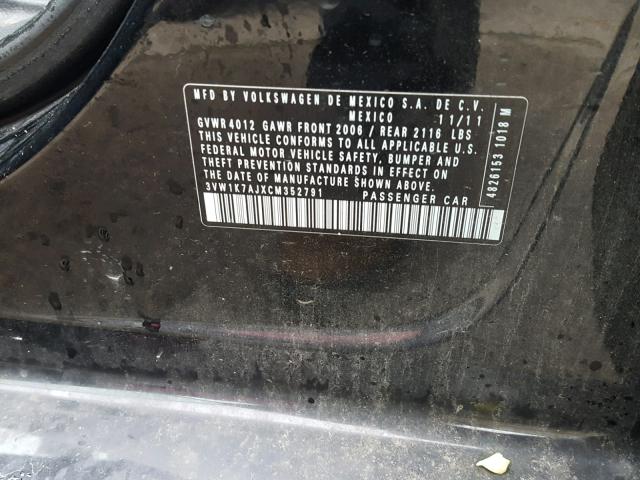 MFD BY VOLKSWAGEN DE MEXICO S.A. DE C.V.
MEXICO 11/11
GVWR 4012 GAWR FRONT 2006 / REAR 2116 LBS
THIS VEHICLE CONFORMS TO ALL APPLICABLE U.S.
FEDERAL MOTOR VEHICLE SAFETY, BUMPER AND
THEFT PREVENTION STANDARDS IN EFFECT ON
THE DATE OF MANUFACTURE SHOWN ABOVE.
3VW1K7AJXCM352791 PASSENGER CAR
4826153 1018 M